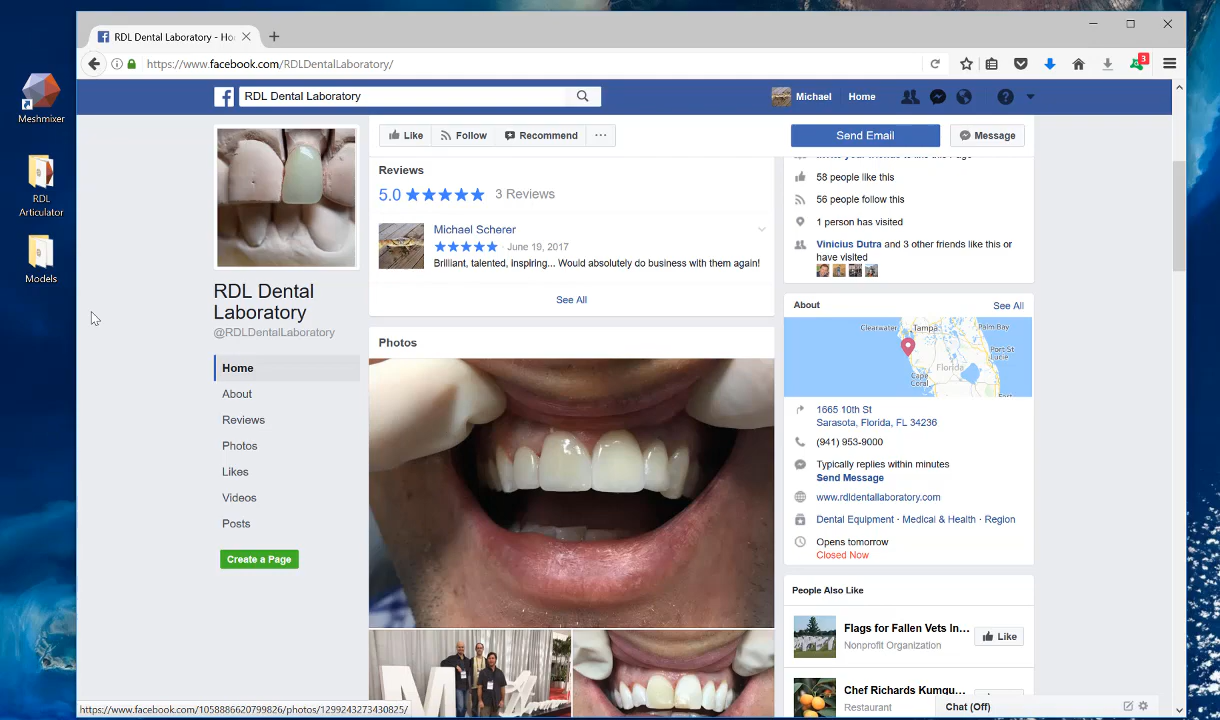 RDL Dental Laboratory - Ho
https://www.facebook.com/RDLDentalLaboratory/
3
Meshmixer
RDL
Articulator
Models
RDL Dental Laboratory
Michael
Home
Like
Follow
Recommend
Send Email
Message
RDL Dental
Laboratory
@RDLDentalLaboratory
Home
About
Reviews
Photos
Likes
Videos
Posts
Create a Page
Reviews
5.0
3 Reviews
Michael Scherer
· June 19, 2017
Brilliant, talented, inspiring... Would absolutely do business with them again!
See All
Photos
58 people like this
56 people follow this
1 person has visited
Vinicius Dutra and 3 other friends like this or
have visited
About
See All
Clearwater
Tampa
Palm Bay
Port St
Lucie
Florida
Cape
Coral
1665 10th St
Sarasota, Florida, FL 34236
(941) 953-9000
Typically replies within minutes
Send Message
www.rdldentallaboratory.com
Dental Equipment · Medical & Health · Region
Opens tomorrow
Closed Now
People Also Like
Flags for Fallen Vets In...
Nonprofit Organization
Like
Chef Richards Kumqu...
Restaurant
Chat (Off)
https://www.facebook.com/1058886620799826/photos/1299243273430825/